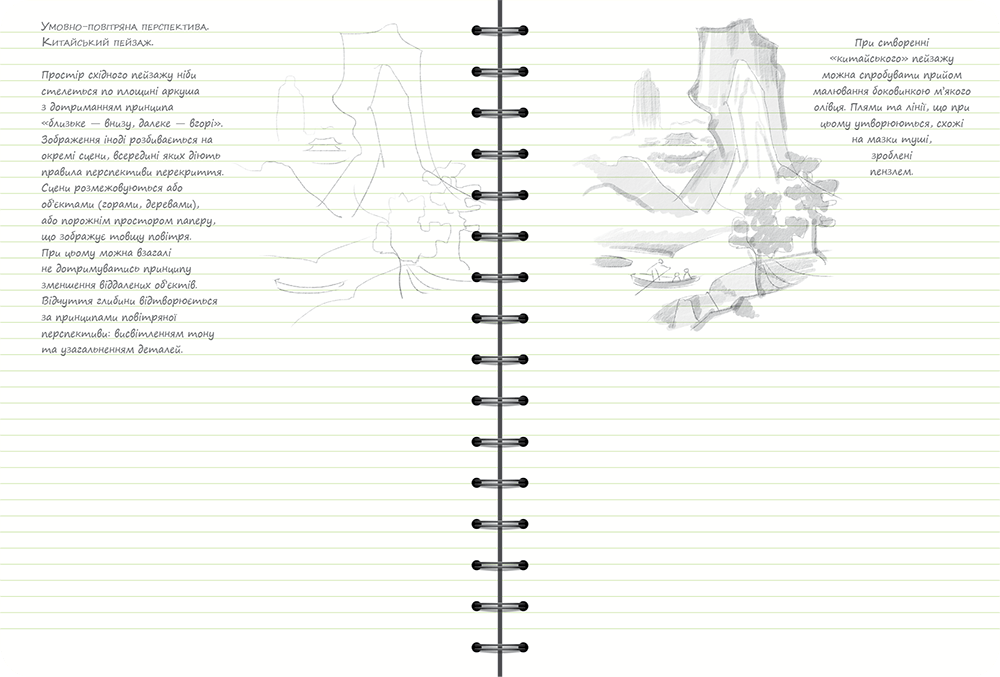 Умовно-повітряна перспектива.
Китайський пейзаж.
Простір східного пейзажу ніби
стелеться по площині аркуша
з дотриманням принципа
«близьке — внизу, далеке — вгорі».
Зображення іноді розбивається на
окремі сцени, всередині яких діють
правила перспективи перекриття.
Сцени розмежовуються або
об'єктами (горами, деревами),
або порожнім простором паперу,
що зображує товщу повітря.
При цьому можна взагалі
не дотримуватись принципу
зменшення віддалених об'єктів.
Відчуття глибини відтворюється
за принципами повітряної
перспективи: висвітленням тону
та узагальненням деталей.
При створенні
«китайського» пейзажу
можна спробувати прийом
малювання боковинкою м'якого
олівця. Плями та лінії, що при
цьому утворюються, схожі
на мазки туші,
зроблені
пензлем.